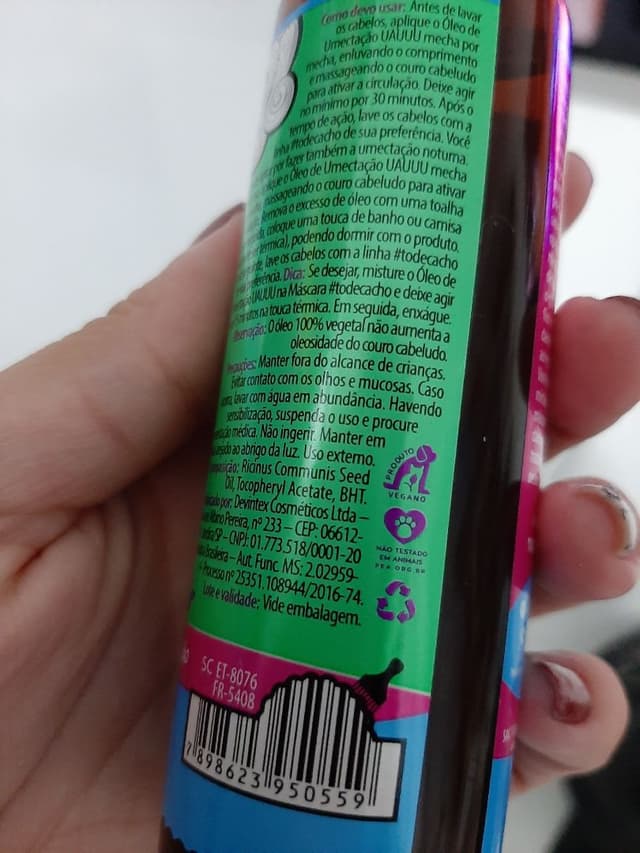 Como devo usar: Antes de lavar
os cabelos, aplique o Óleo de
Umectação UAUUU mecha por
mecha, enluvando o comprimento
e massageando o couro cabeludo
para ativar a circulação. Deixe agir
no mínimo por 30 minutos. Após o
tempo de ação, lave os cabelos com a
linha #todecacho de sua preferência. Você
por fazer também a umectação noturna.
o Óleo de Umectação UAUUU mecha
massageando o couro cabeludo para ativar
Remova o excesso de óleo com uma toalha
coloque uma touca de banho ou camisa
térmica), podendo dormir com o produto.
lave os cabelos com a linha #todecacho
preferência. Dica: Se desejar, misture o Óleo de
UAUUU na Máscara #todecacho e deixe agir
na touca térmica. Em seguida, enxágue.
Observação: O óleo 100% vegetal não aumenta a
oleosidade do couro cabeludo.
Precauções: Manter fora do alcance de crianças.
Evitar contato com os olhos e mucosas. Caso
lavar com água em abundância. Havendo
sensibilização, suspenda o uso e procure
médica. Não ingerir. Manter em
ao abrigo da luz. Uso externo.
Ricinus Communis Seed
Oil, Tocopheryl Acetate, BHT.
por: Devintex Cosméticos Ltda –
Pereira, nº 233 – CEP: 06612-
SP – CNPJ: 01.773.518/0001-20
Brasileira – Aut. Func. MS: 2.02959-
Processo nº 25351.108944/2016-74.
Lote e validade: Vide embalagem.
PRODUTO
VEGANO
NÃO TESTADO
EM ANIMAIS
PEA.ORG.BR
SC ET-8076
FR-5408
7 898623 950559